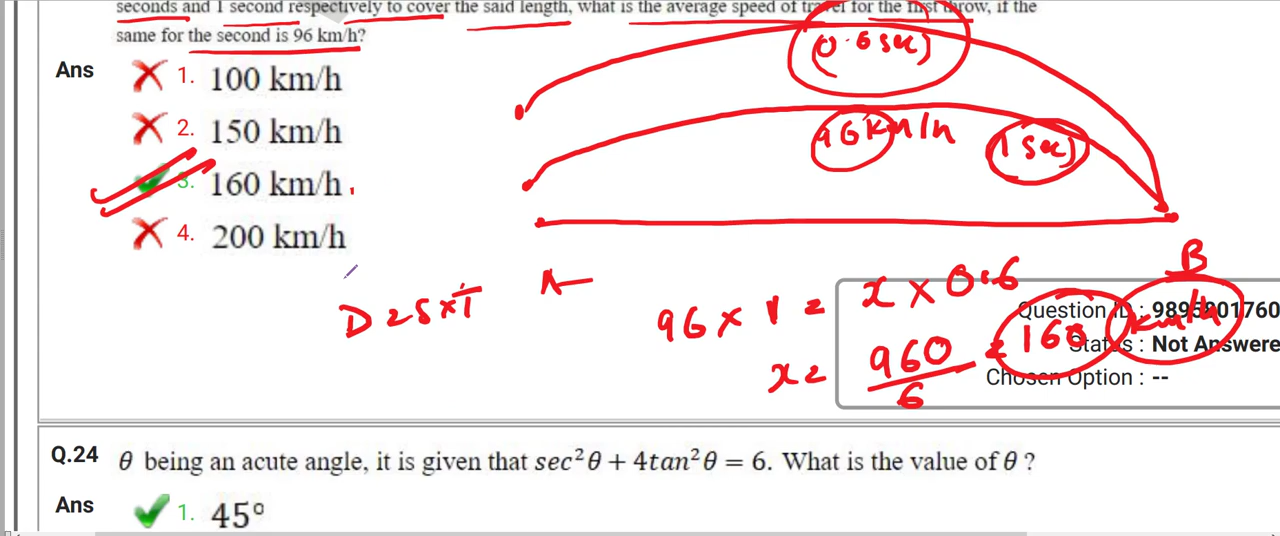 seconds and 1 second respectively to cover the said length, what is the average speed of travel for the first throw, if the
same for the second is 96 km/h?
Ans
1. 100 km/h
2. 150 km/h
3. 160 km/h
4. 200 km/h
(0.6 sec)
96 km/h
(1 sec)
A
B
D = S × T
96 × 1 = x × 0.6
x = 960/6 = 160 km/h
Question ID : 9895801760
Status : Not Answere
Chosen Option : --
Q.24 θ being an acute angle, it is given that sec²θ + 4tan²θ = 6. What is the value of θ ?
Ans
1. 45°